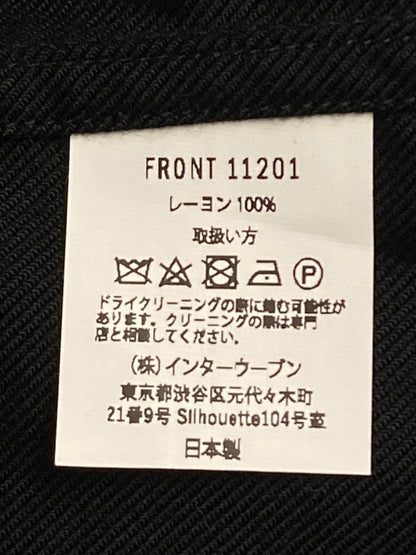 FRONT 11201
レーヨン 100%
取扱い方
P
ドライクリーニングの際に縮む可能性が
あります。クリーニングの際は専門
店と相談してください。
(株)インターウーブン
東京都渋谷区元代々木町
21番9号 Silhouette104号室
日本製